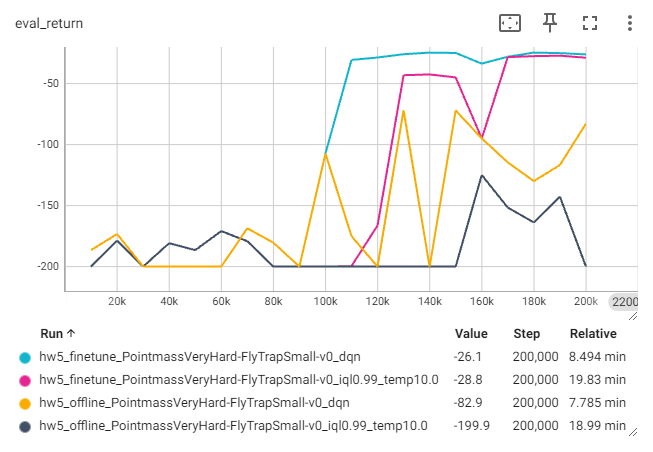 eval_return
-50
-100
-150
-200
20k 40k 60k 80k 100k 120k 140k 160k 180k 200k 2200
Run ↑ Value Step Relative
hw5_finetune_PointmassVeryHard-FlyTrapSmall-v0_dqn -26.1 200,000 8.494 min
hw5_finetune_PointmassVeryHard-FlyTrapSmall-v0_iql0.99_temp10.0 -28.8 200,000 19.83 min
hw5_offline_PointmassVeryHard-FlyTrapSmall-v0_dqn -82.9 200,000 7.785 min
hw5_offline_PointmassVeryHard-FlyTrapSmall-v0_iql0.99_temp10.0 -199.9 200,000 18.99 min